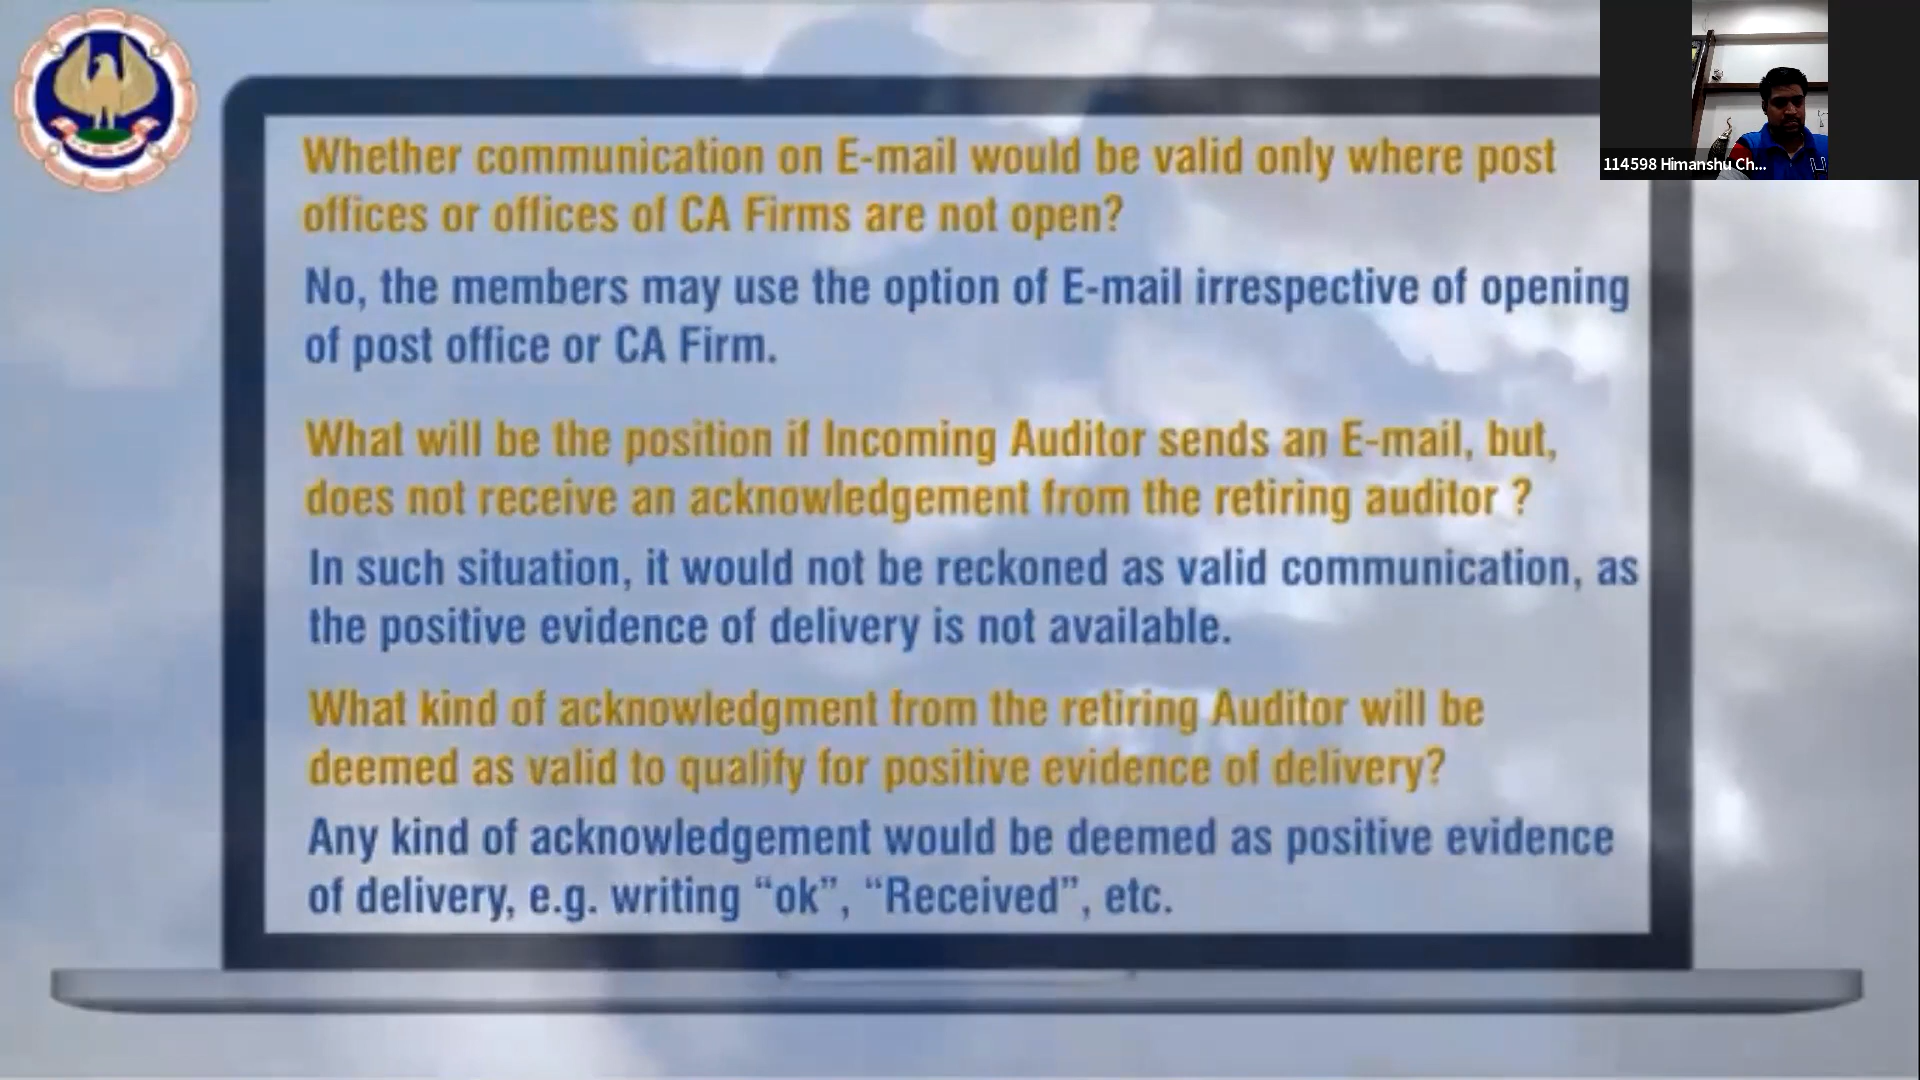 Whether communication on E-mail would be valid only where post
offices or offices of CA Firms are not open?
No, the members may use the option of E-mail irrespective of opening
of post office or CA Firm.
What will be the position if Incoming Auditor sends an E-mail, but,
does not receive an acknowledgement from the retiring auditor ?
In such situation, it would not be reckoned as valid communication, as
the positive evidence of delivery is not available.
What kind of acknowledgment from the retiring Auditor will be
deemed as valid to qualify for positive evidence of delivery?
Any kind of acknowledgement would be deemed as positive evidence
of delivery, e.g. writing “ok”, “Received”, etc.
114598 Himanshu Ch...